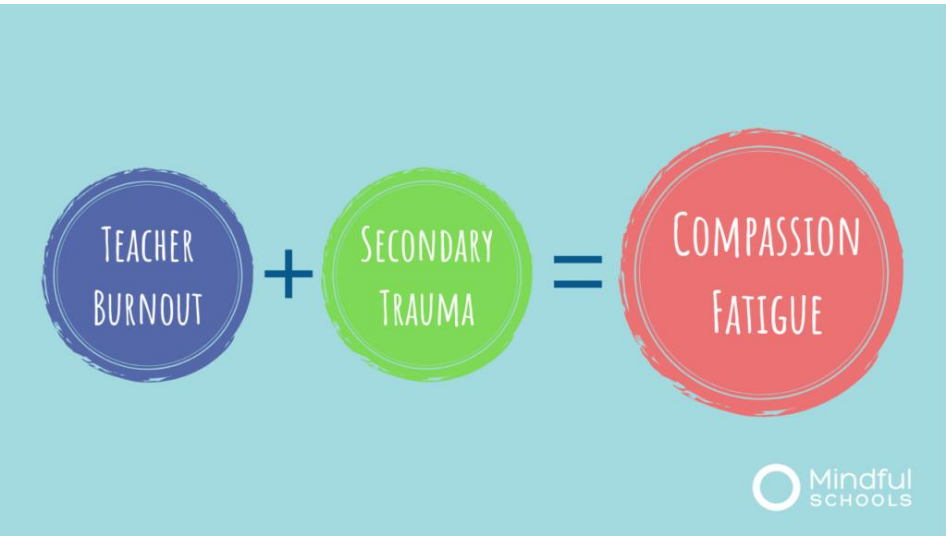 TEACHER
BURNOUT
+
SECONDARY
TRAUMA
=
COMPASSION
FATIGUE
Mindful
SCHOOLS